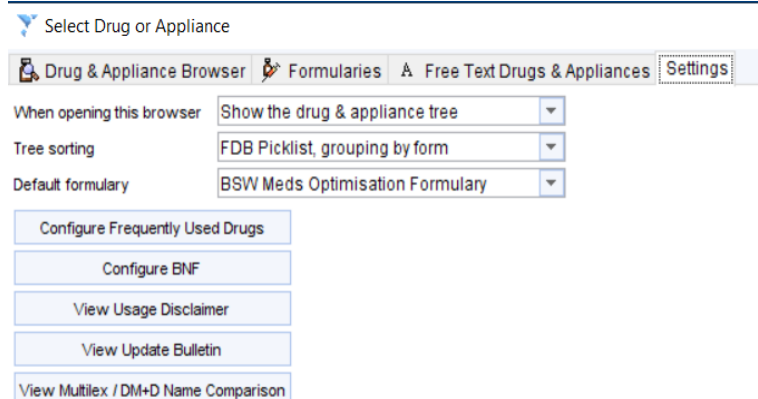 Select Drug or Appliance
Drug & Appliance Browser Formularies A Free Text Drugs & Appliances Settings
When opening this browser Show the drug & appliance tree
Tree sorting FDB Picklist, grouping by form
Default formulary BSW Meds Optimisation Formulary
Configure Frequently Used Drugs
Configure BNF
View Usage Disclaimer
View Update Bulletin
View Multilex / DM+D Name Comparison